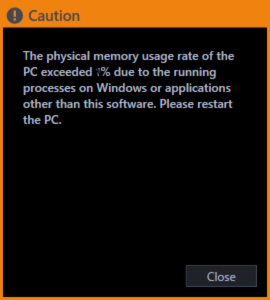 Caution
The physical memory usage rate of the
PC exceeded % due to the running
processes on Windows or applications
other than this software. Please restart
the PC.
Close